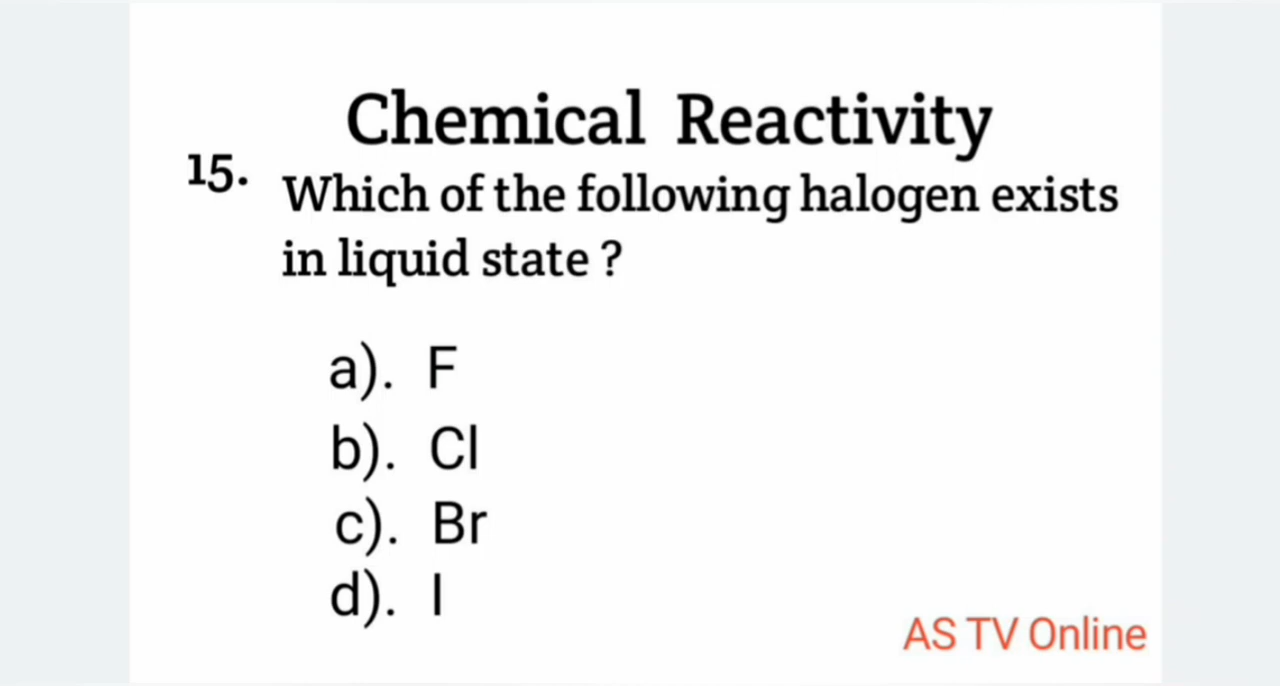 Chemical Reactivity
15. Which of the following halogen exists
in liquid state ?
a). F
b). Cl
c). Br
d). I
AS TV Online